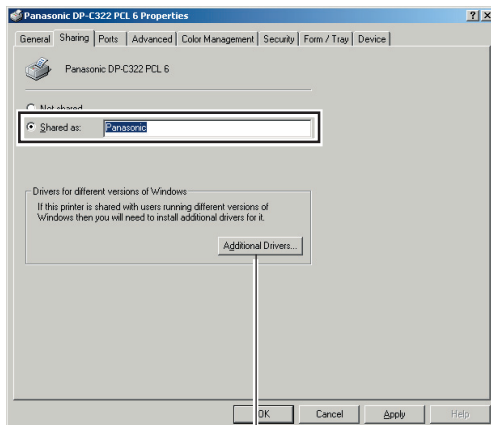 Panasonic DP-C322 PCL 6 Properties
General Sharing Ports Advanced Color Management Security Form / Tray Device
Panasonic DP-C322 PCL 6
Not shared
Shared as: Panasonic
Drivers for different versions of Windows
If this printer is shared with users running different versions of
Windows then you will need to install additional drivers for it.
Additional Drivers...
OK Cancel Apply Help